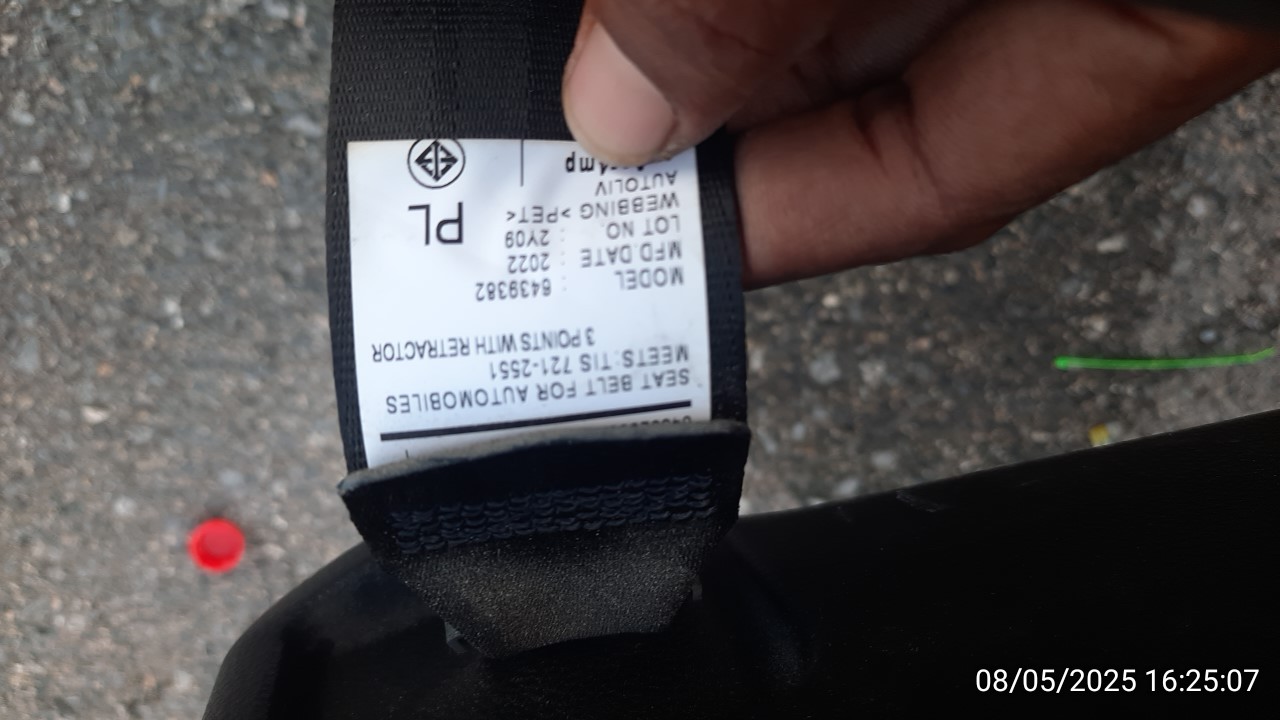 SEAT BELT FOR AUTOMOBILES
MEETS: TIS 721-2551
3 POINTS WITH RETRACTOR
MODEL : 6439382
MFD.DATE : 2022
LOT NO. : 2Y09
WEBBING >PET<
AUTOLIV
PL
08/05/2025 16:25:07